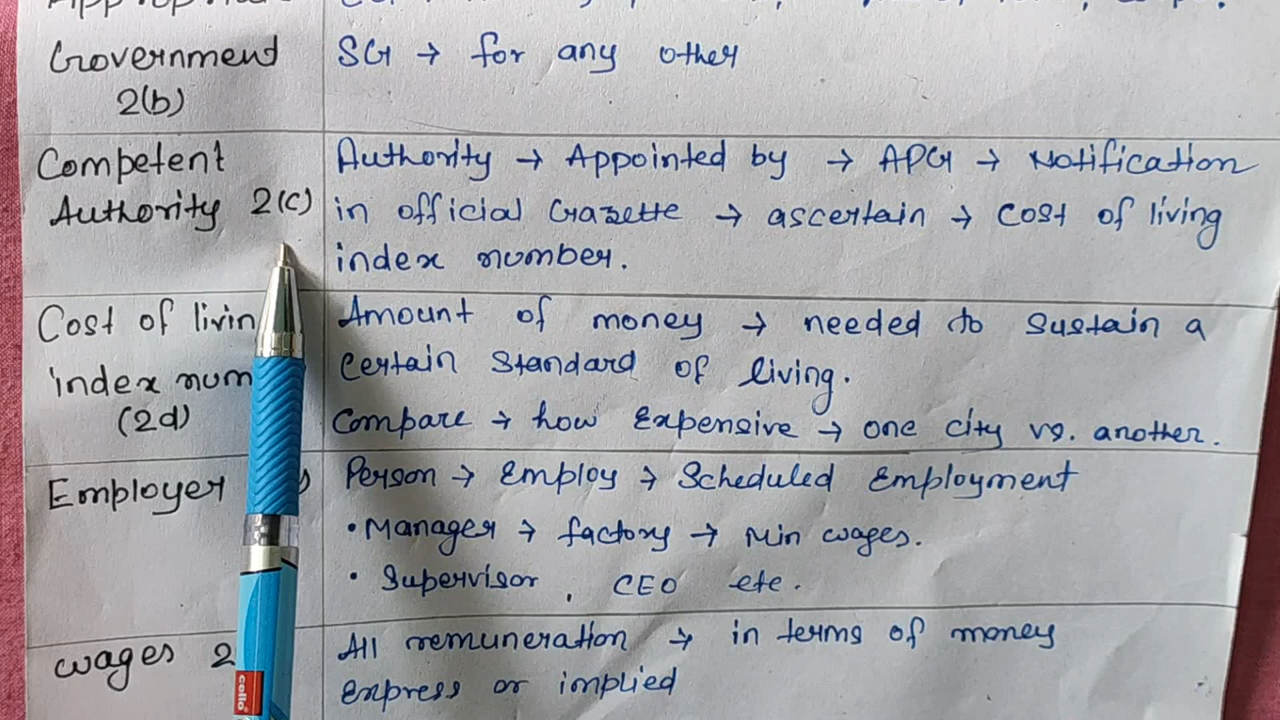 Government SG → for any other
2(b)
Competent Authority → Appointed by → APG → Notification
Authority 2(c) in official Gazette → ascertain → cost of living
index number.
Cost of livin Amount of money → needed to sustain a
index num certain standard of living.
(2d) Compare → how expensive → one city vs. another.
Employer Person → Employ → Scheduled Employment
• Manager → factory → Min wages.
• Supervisor, CEO etc.
wages 2 All remuneration → in terms of money
express or implied
cello